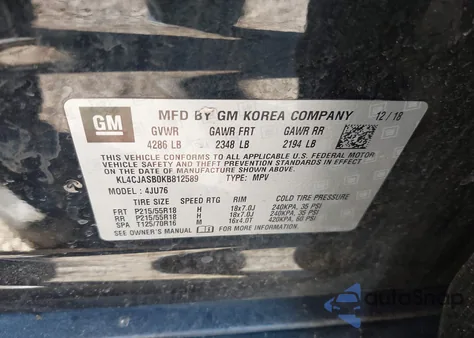 GM
MFD BY GM KOREA COMPANY 12 / 18
GVWR GAWR FRT GAWR RR
4286 LB 2348 LB 2194 LB
THIS VEHICLE CONFORMS TO ALL APPLICABLE U.S. FEDERAL MOTOR
VEHICLE SAFETY AND THEFT PREVENTION STANDARDS IN EFFECT
ON THE DATE OF MANUFACTURE SHOWN ABOVE.
KL4CJASB0KB812589 TYPE: MPV
MODEL: 4JU76
TIRE SIZE SPEED RTG RIM COLD TIRE PRESSURE
FRT P215/55R18 H 18x7.0J 240KPA, 35 PSI
RR P215/55R18 H 18x7.0J 240KPA, 35 PSI
SPA T125/70R16 M 16x4.0T 420KPA, 60 PSI
SEE OWNER'S MANUAL FOR MORE INFORMATION.
autoSnap